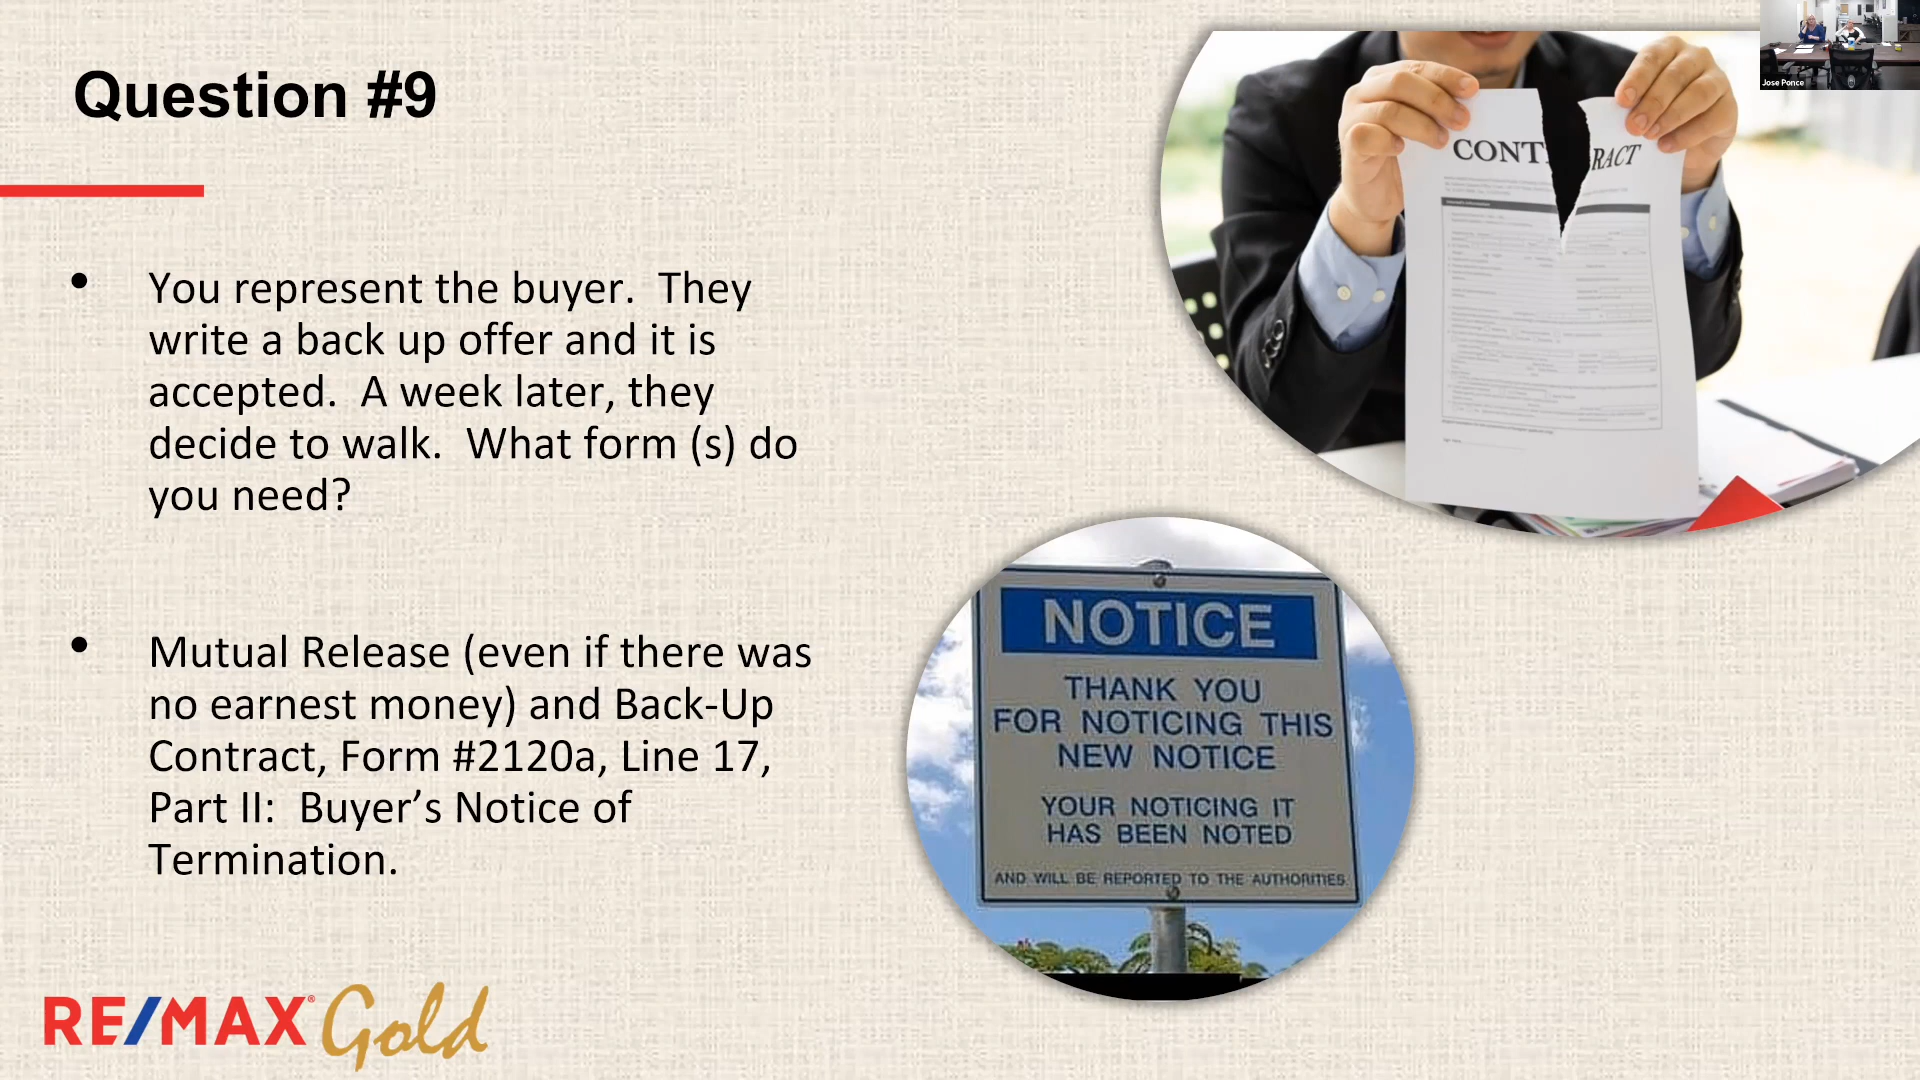 Question #9
Jose Ponce
CONT RACT
• You represent the buyer.  They
write a back up offer and it is
accepted.  A week later, they
decide to walk.  What form (s) do
you need?
• Mutual Release (even if there was
no earnest money) and Back-Up
Contract, Form #2120a, Line 17,
Part II:  Buyer’s Notice of
Termination.
NOTICE
THANK YOU
FOR NOTICING THIS
NEW NOTICE
YOUR NOTICING IT
HAS BEEN NOTED
AND WILL BE REPORTED TO THE AUTHORITIES
RE/MAX® Gold